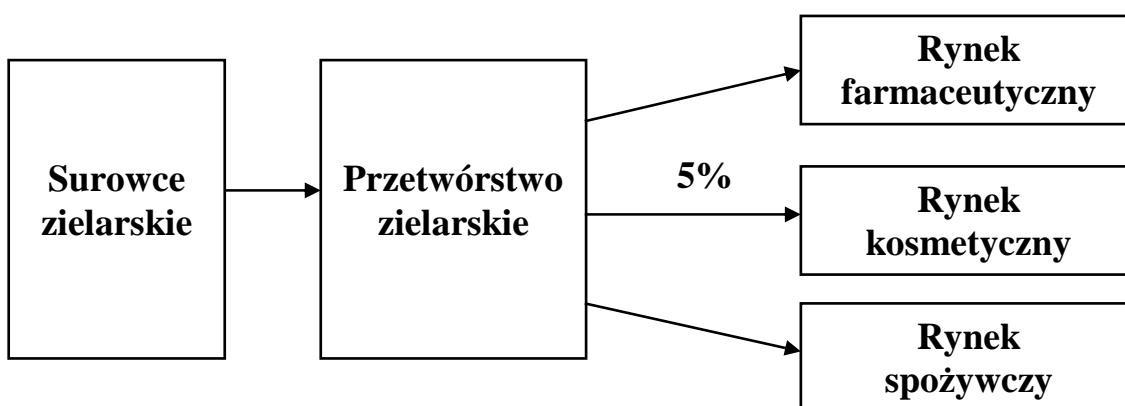 Surowce
zielarskie
Przetwórstwo
zielarskie
5%
Rynek
farmaceutyczny
Rynek
kosmetyczny
Rynek
spożywczy